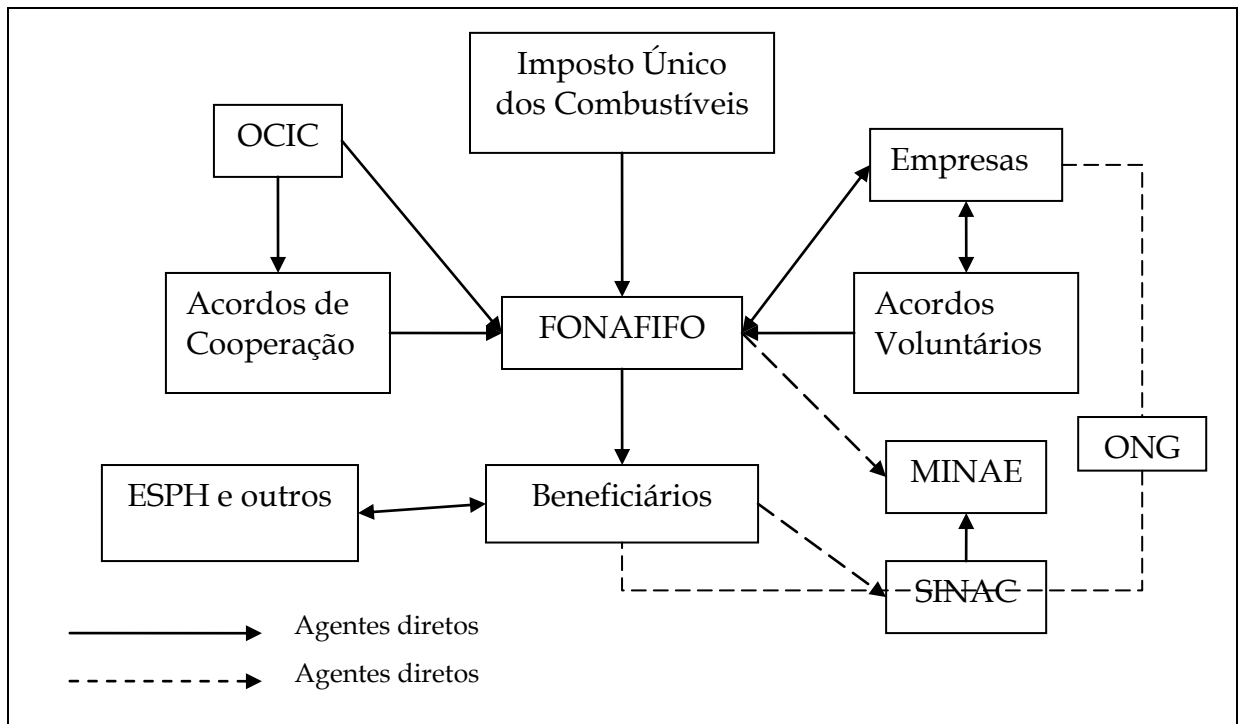 Imposto Único
dos Combustíveis
OCIC
Empresas
Acordos de
Cooperação
FONAFIFO
Acordos
Voluntários
ONG
MINAE
ESPH e outros
Beneficiários
SINAC
Agentes diretos
Agentes diretos